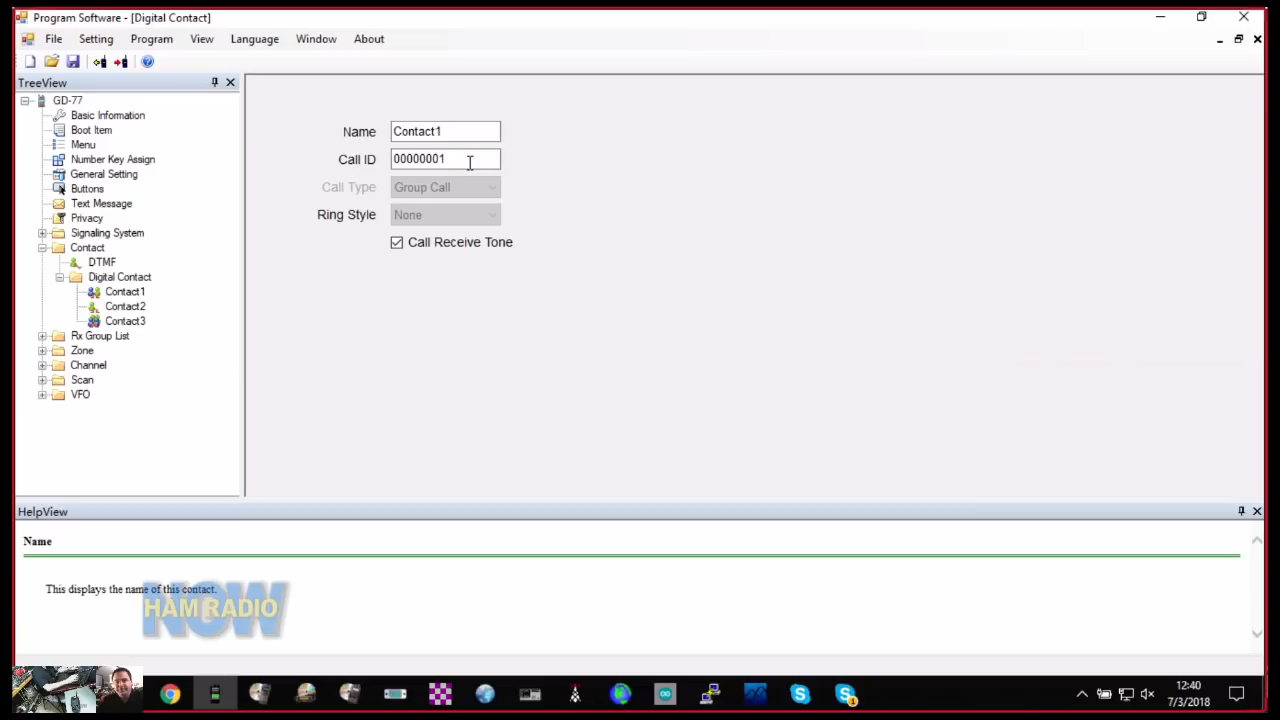 Program Software - [Digital Contact]
File Setting Program View Language Window About
TreeView
GD-77
Basic Information
Boot Item
Menu
Number Key Assign
General Setting
Buttons
Text Message
Privacy
Signaling System
Contact
DTMF
Digital Contact
Contact1
Contact2
Contact3
Rx Group List
Zone
Channel
Scan
VFO
Name Contact1
Call ID 00000001
Call Type Group Call
Ring Style None
Call Receive Tone
HelpView
Name
This displays the name of this contact.
NOW
HAM RADIO
12:40
7/3/2018